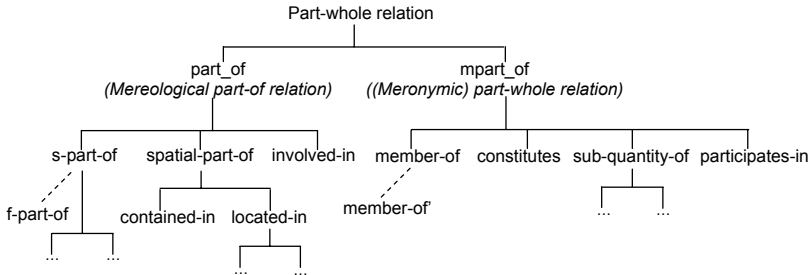 Part-whole relation
part_of mpart_of
(Mereological part-of relation) ((Meronymic) part-whole relation)
s-part-of spatial-part-of involved-in member-of constitutes sub-quantity-of participates-in
f-part-of contained-in located-in member-of' ... ...
... ... ... ...